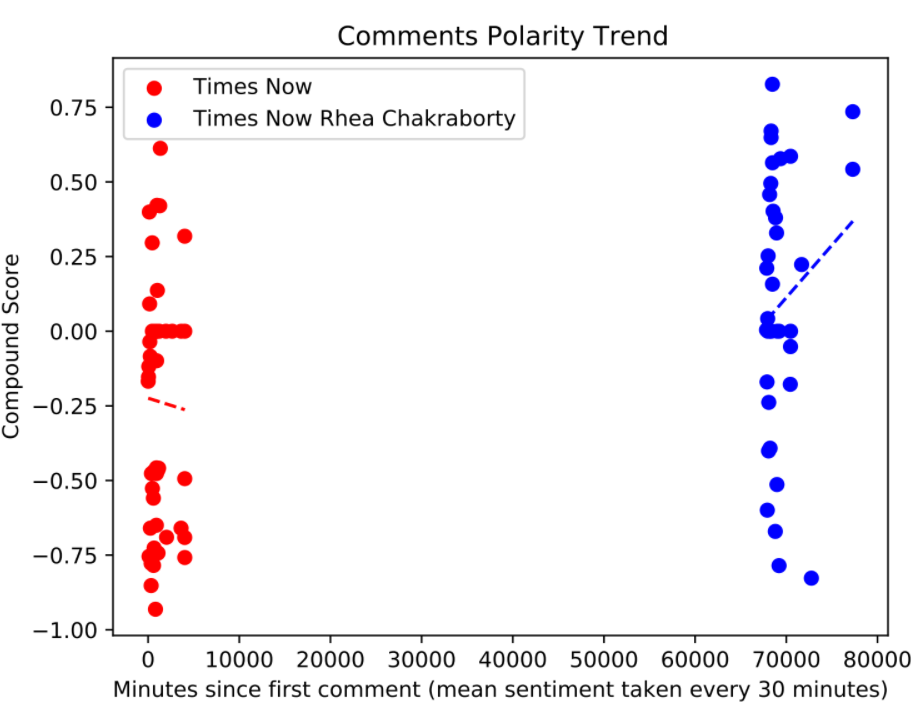 Comments Polarity Trend
Times Now
Times Now Rhea Chakraborty
Compound Score
0.75
0.50
0.25
0.00
−0.25
−0.50
−0.75
−1.00
0 10000 20000 30000 40000 50000 60000 70000 80000
Minutes since first comment (mean sentiment taken every 30 minutes)